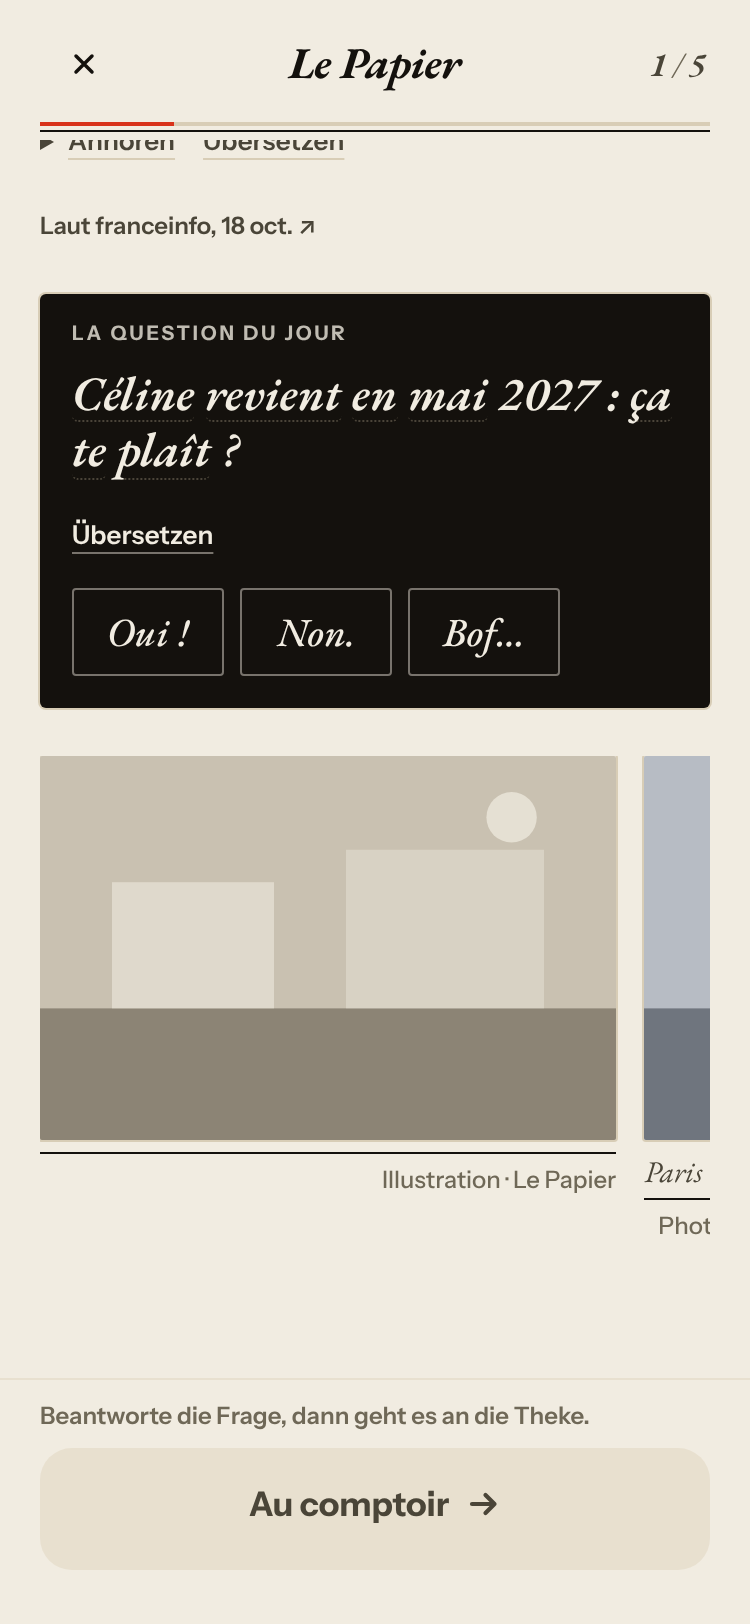 Le Papier
1 / 5
Anhören Übersetzen
Laut franceinfo, 18 oct. ↗
LA QUESTION DU JOUR
Céline revient en mai 2027 : ça
te plaît ?
Übersetzen
Oui !
Non.
Bof…
Illustration · Le Papier
Paris
Phot
Beantworte die Frage, dann geht es an die Theke.
Au comptoir →